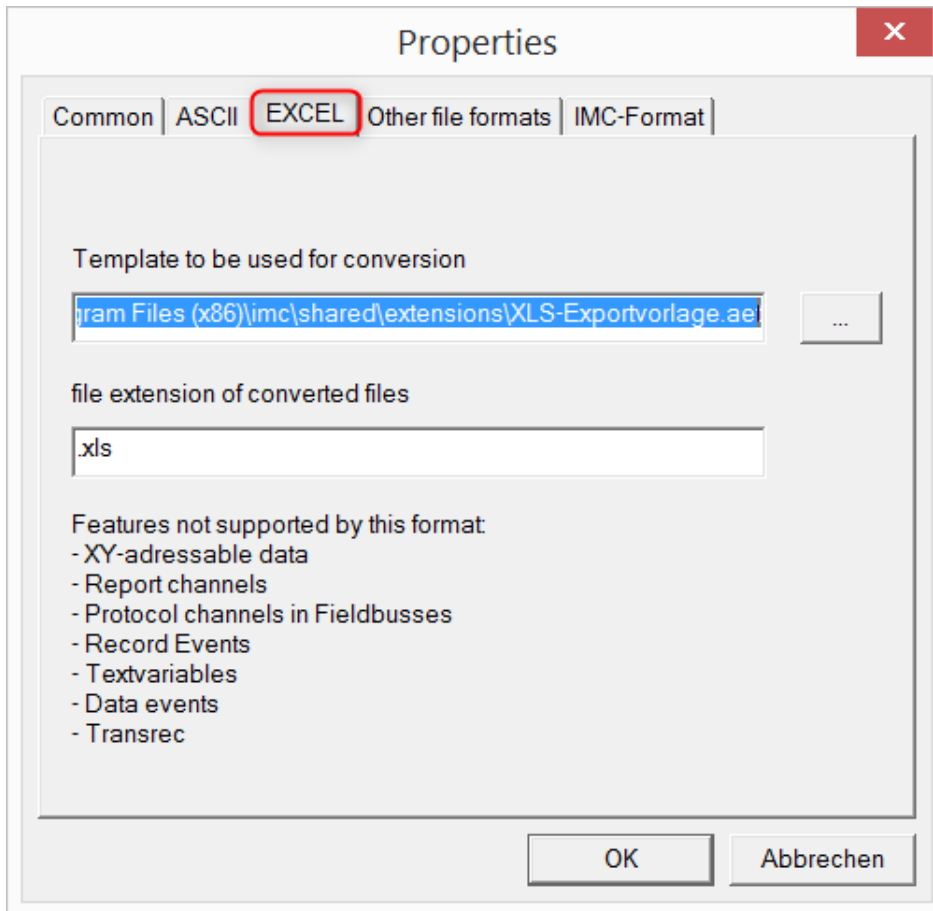 Properties
Common ASCII EXCEL Other file formats IMC-Format
Template to be used for conversion
gram Files (x86)\imc\shared\extensions\XLS-Exportvorlage.aet
...
file extension of converted files
.xls
Features not supported by this format:
- XY-adressable data
- Report channels
- Protocol channels in Fieldbusses
- Record Events
- Textvariables
- Data events
- Transrec
OK Abbrechen